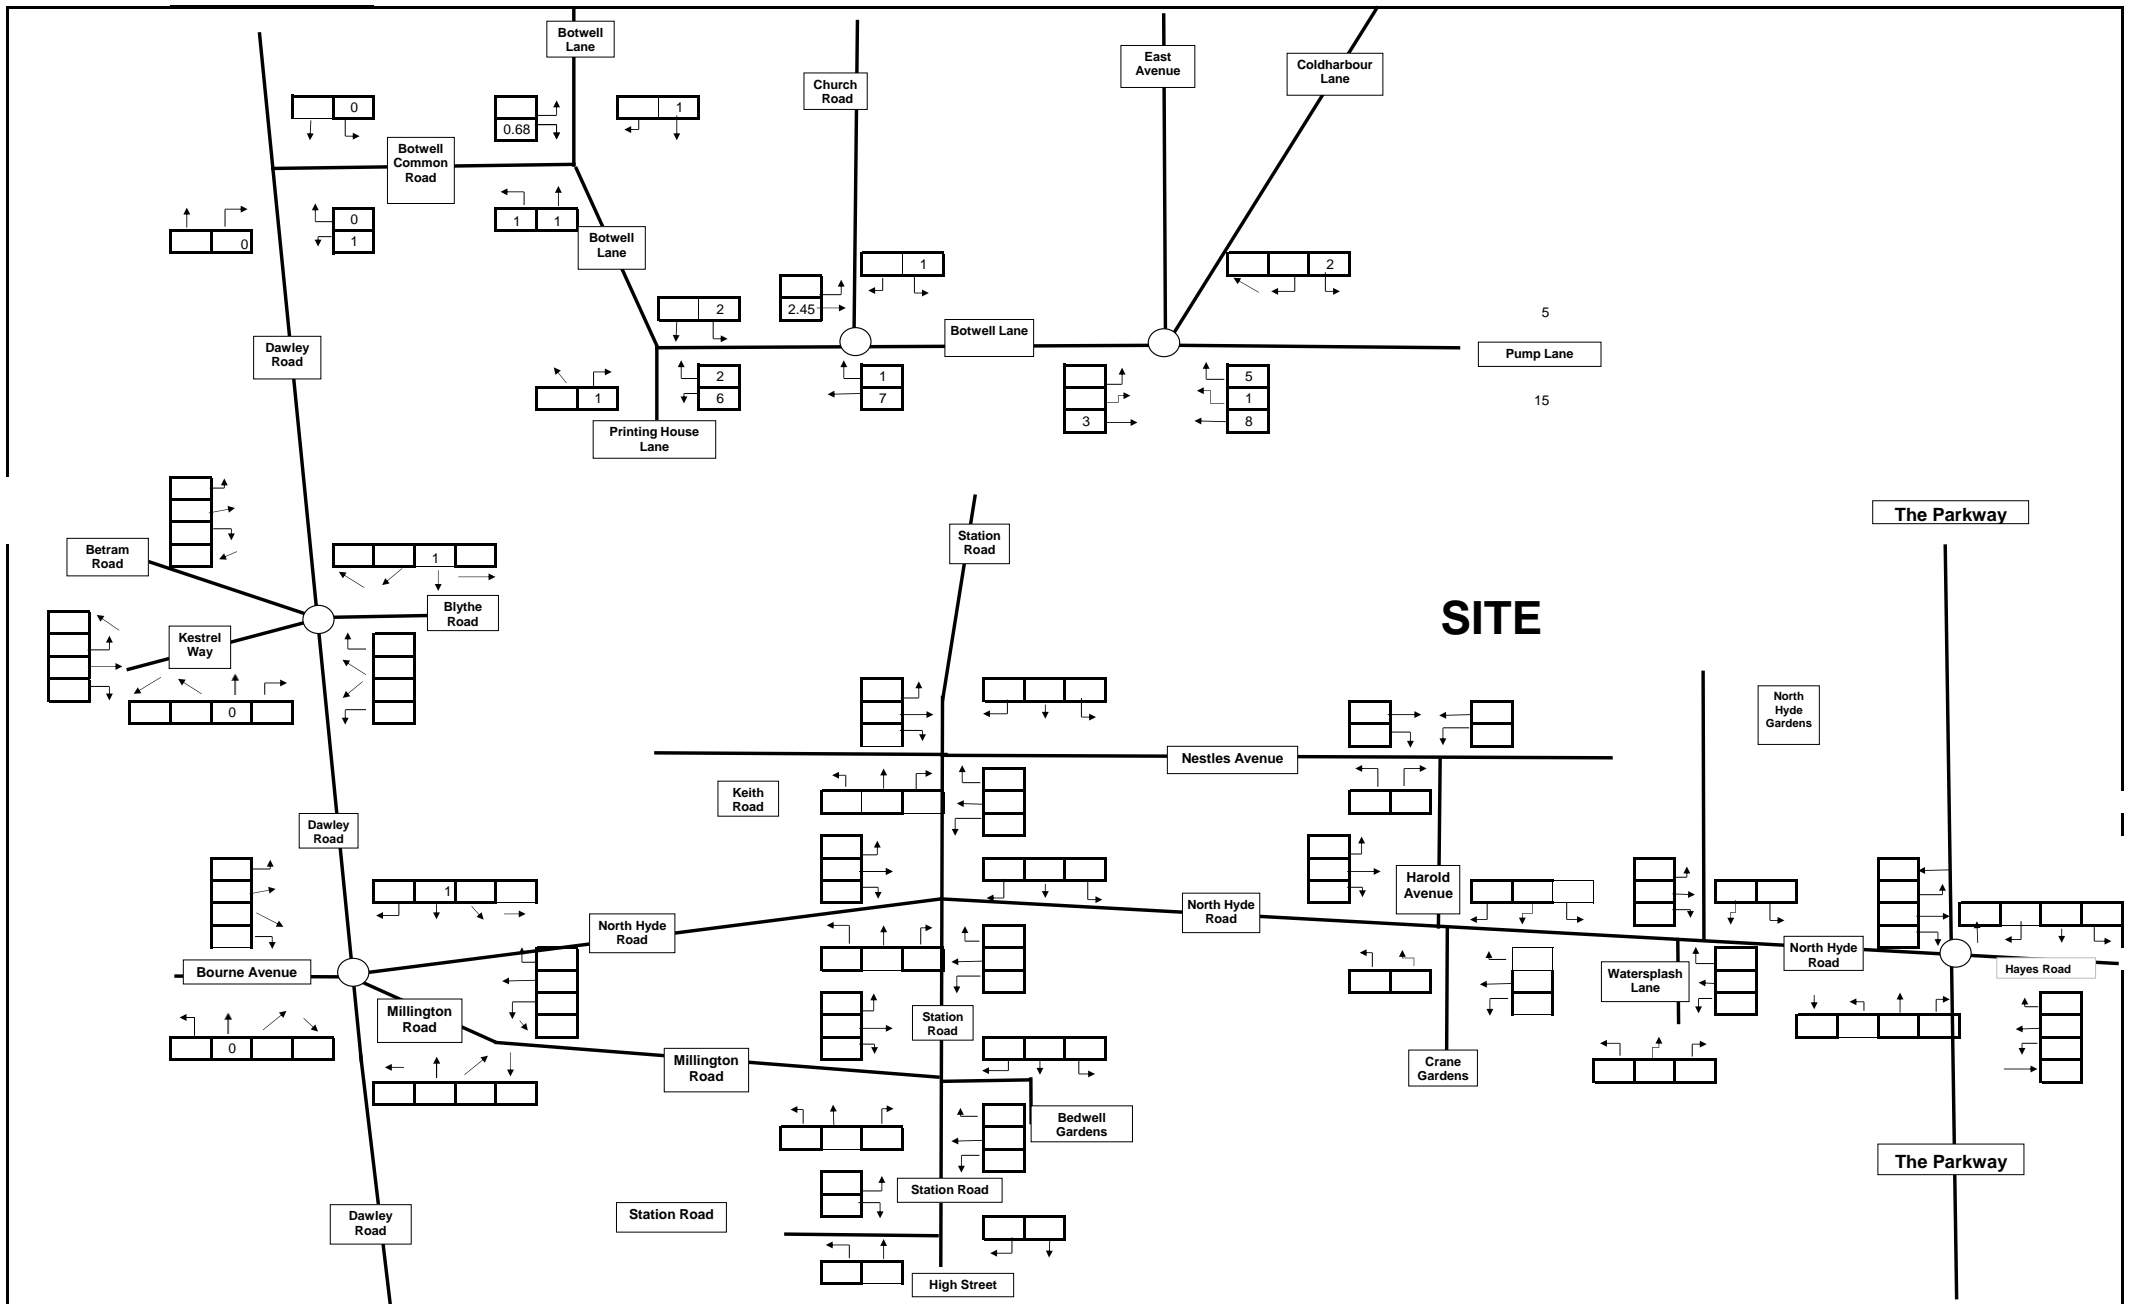 Botwell
Lane
East
Avenue
Coldharbour
Lane
Church
Road
0
0.68
1
Botwell
Common
Road
0
0
1
1 1
Botwell
Lane
1
2
2
2.45
5
Botwell Lane
Dawley
Road
Pump Lane
1
2
6
1
7
3
5
1
8
15
Printing House
Lane
The Parkway
Station
Road
Betram
Road
1
Blythe
Road
SITE
Kestrel
Way
0
North
Hyde
Gardens
Nestles Avenue
Keith
Road
Dawley
Road
1
Harold
Avenue
North Hyde
Road
North Hyde
Road
North Hyde
Road
Bourne Avenue
Hayes Road
Watersplash
Lane
Millington
Road
Station
Road
0
Millington
Road
Crane
Gardens
Bedwell
Gardens
The Parkway
Station Road
Dawley
Road
Station Road
High Street